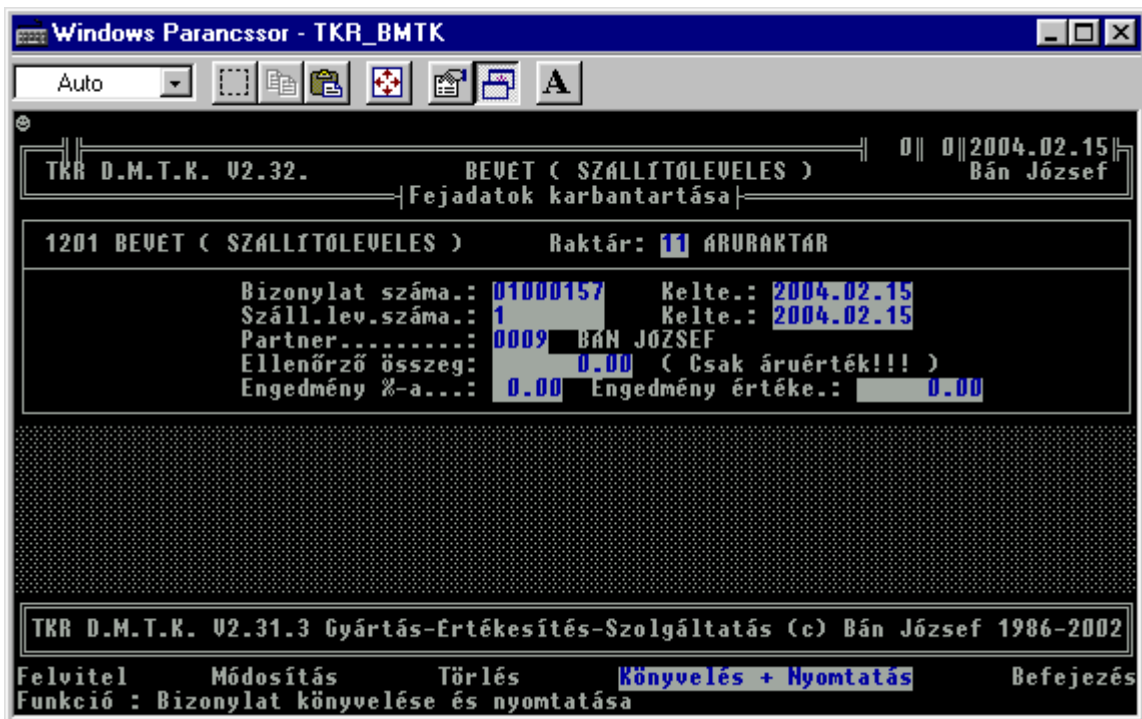 Windows Parancssor - TKR_BMTK
Auto
A
0 0 2004.02.15
TKR D.M.T.K. V2.32. BEVÉT ( SZÁLLÍTÓLEVELES ) Bán József
Fejadatok karbantartása
1201 BEVÉT ( SZÁLLÍTÓLEVELES ) Raktár: 11 ÁRURAKTÁR
Bizonylat száma.: 01000157 Kelte.: 2004.02.15
Száll.lev.száma.: 1 Kelte.: 2004.02.15
Partner.........: 0009 BÁN JÓZSEF
Ellenőrző összeg: 0.00 ( Csak áruérték!!! )
Engedmény %-a...: 0.00 Engedmény értéke.: 0.00
TKR D.M.T.K. V2.31.3 Gyártás-Értékesítés-Szolgáltatás (c) Bán József 1986-2002
Felvitel Módosítás Törlés Könyvelés + Nyomtatás Befejezés
Funkció : Bizonylat könyvelése és nyomtatása